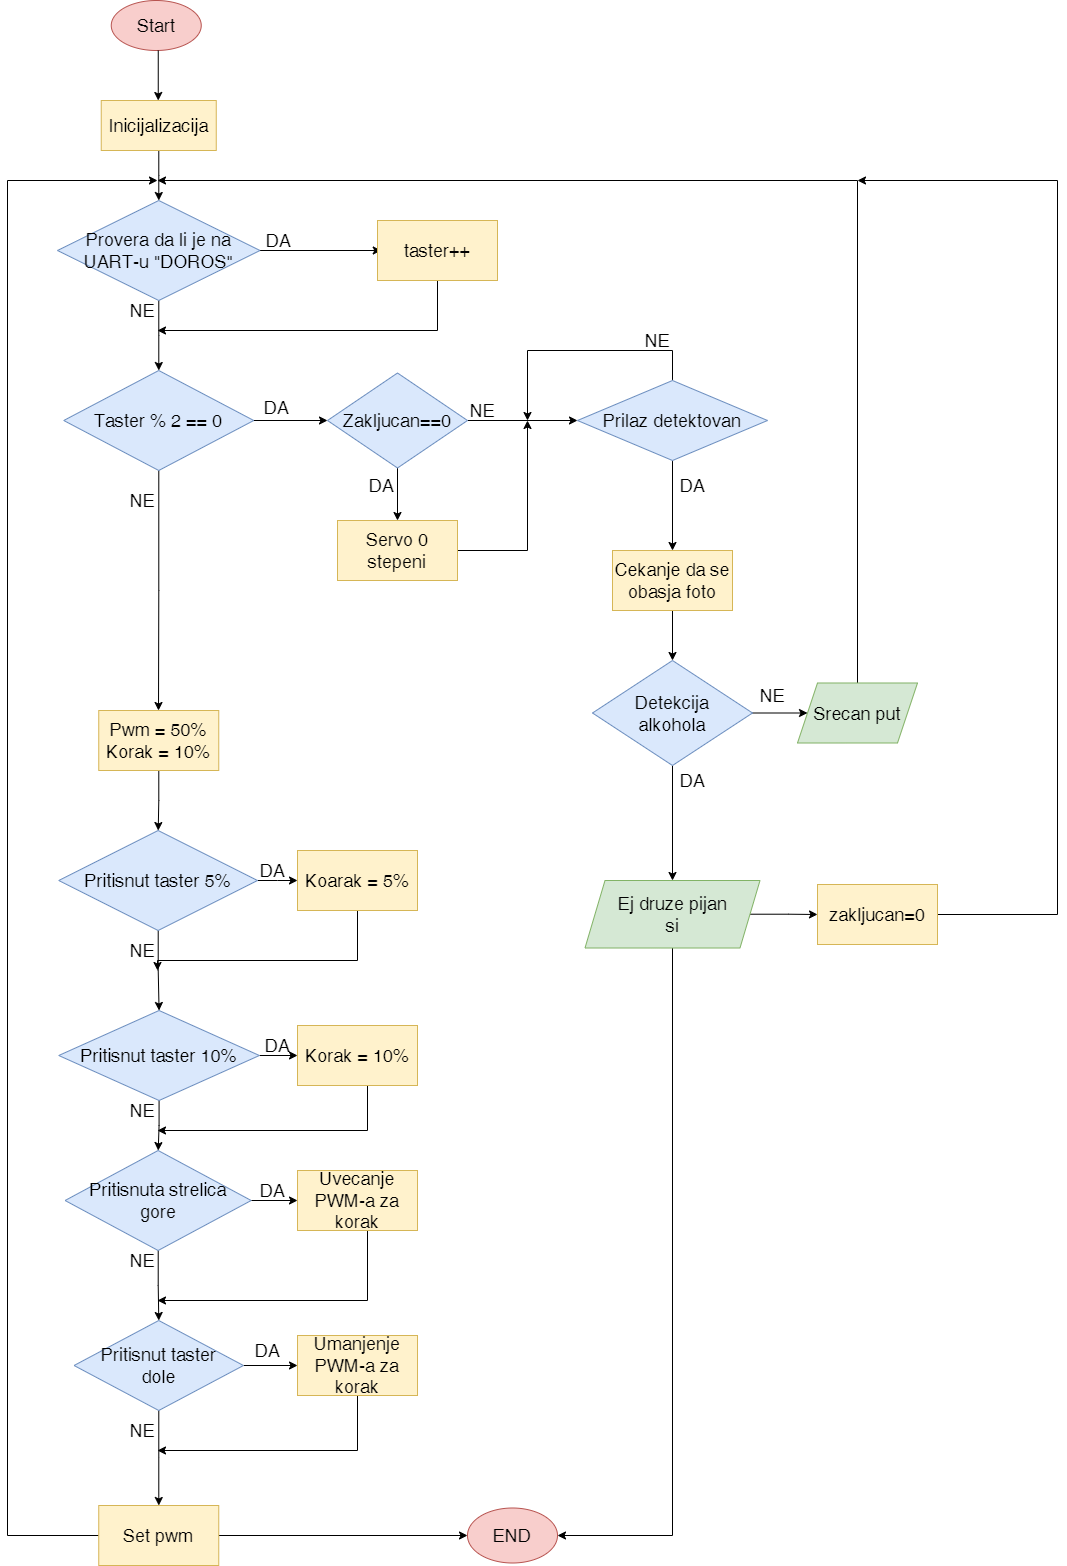 Start
Inicijalizacija
Provera da li je na
UART-u "DOROS"
DA
taster++
NE
NE
Taster % 2 == 0
DA
Zakljucan==0
NE
Prilaz detektovan
DA
DA
NE
Servo 0
stepeni
Cekanje da se
obasja foto
Detekcija
alkohola
NE
Srecan put
Pwm = 50%
Korak = 10%
DA
Pritisnut taster 5%
DA
Koarak = 5%
Ej druze pijan
si
zakljucan=0
NE
Pritisnut taster 10%
DA
Korak = 10%
NE
Pritisnuta strelica
gore
DA
Uvecanje
PWM-a za
korak
NE
Pritisnut taster
dole
DA
Umanjenje
PWM-a za
korak
NE
Set pwm
END